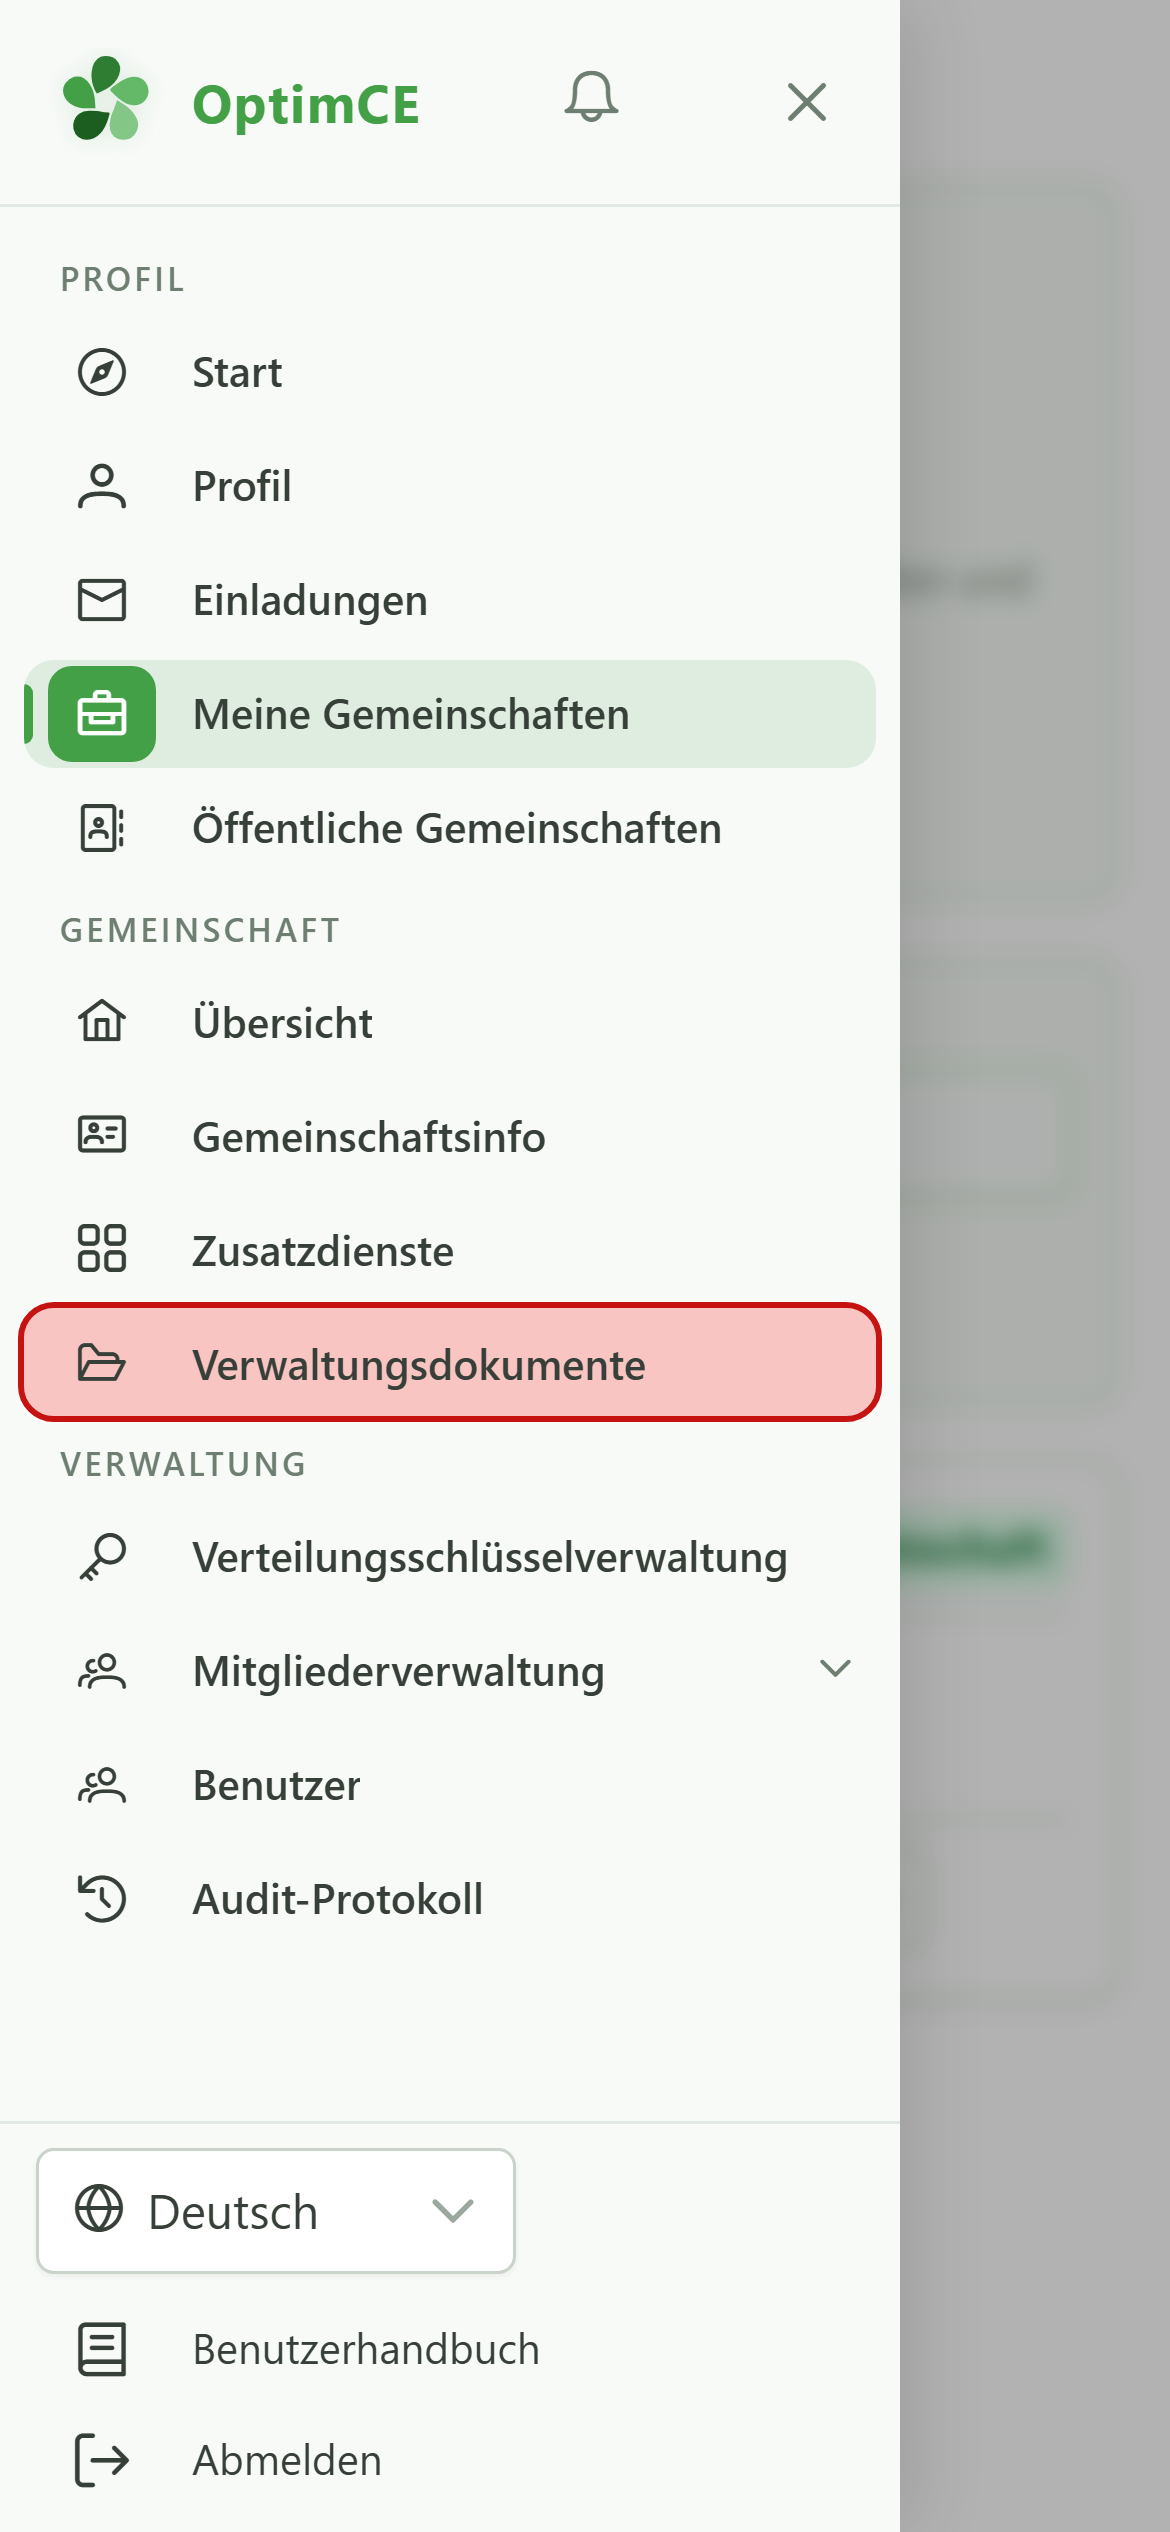 OptimCE
PROFIL
Start
Profil
Einladungen
Meine Gemeinschaften
Öffentliche Gemeinschaften
GEMEINSCHAFT
Übersicht
Gemeinschaftsinfo
Zusatzdienste
Verwaltungsdokumente
VERWALTUNG
Verteilungsschlüsselverwaltung
Mitgliederverwaltung
Benutzer
Audit-Protokoll
Deutsch
Benutzerhandbuch
Abmelden